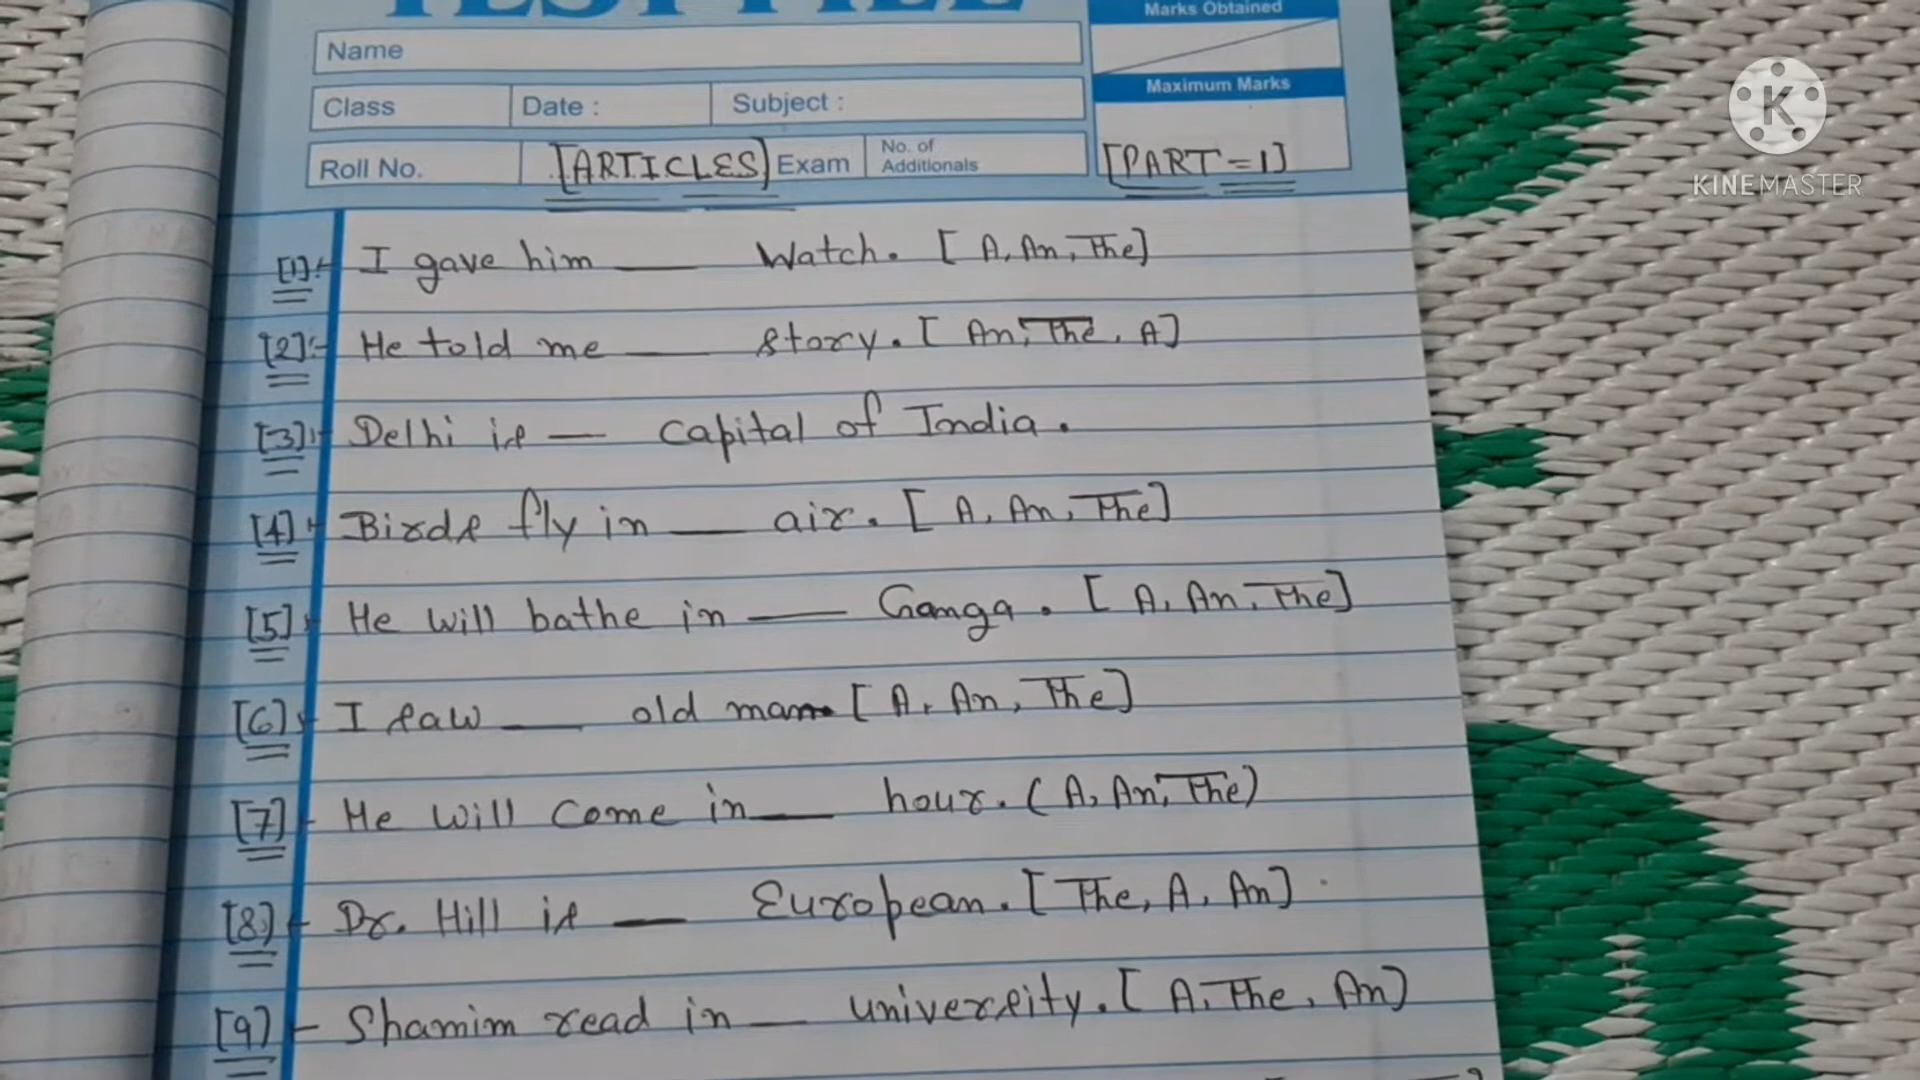 TEST FILE
Marks Obtained
Name
Maximum Marks
Class Date : Subject :
Roll No. [ARTICLES] Exam No. of Additionals [PART-1]
K
KINEMASTER
[1]:- I gave him ___ Watch. [ A, An, The]
[2]:- He told me ___ story. [ An, The, A]
[3]:- Delhi is ___ capital of India.
[4]:- Birds fly in ___ air. [ A, An, The]
[5]:- He will bathe in ___ Ganga. [ A, An, The]
[6]:- I saw ___ old man. [ A, An, The]
[7]:- He will come in ___ hour. ( A, An, The)
[8]:- Dr. Hill is ___ European. [ The, A, An]
[9]:- Shamim read in ___ university. [ A, The, An)